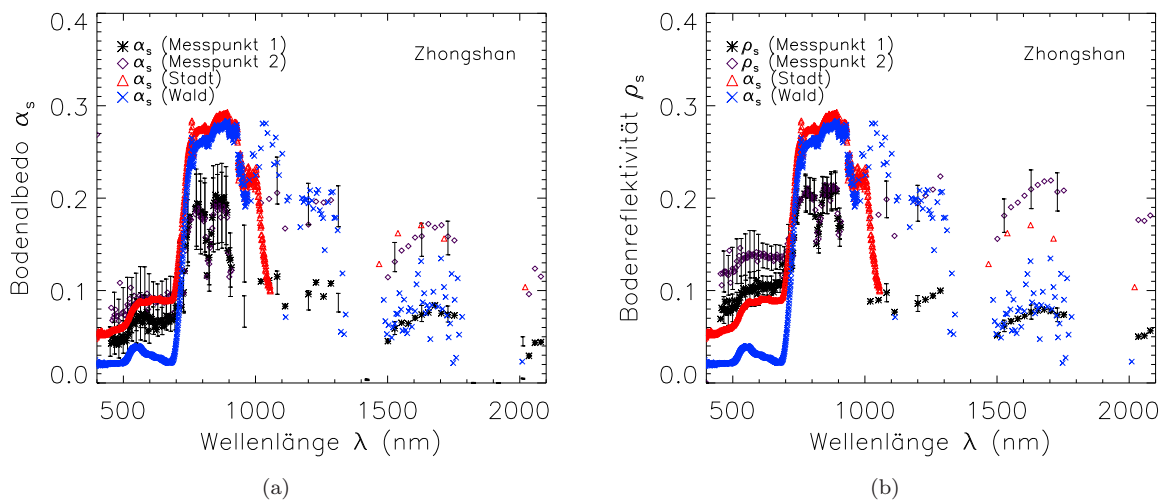 0.4
0.3
0.2
0.1
0.0
Bodenalbedo αs
αs (Messpunkt 1)
αs (Messpunkt 2)
αs (Stadt)
αs (Wald)
Zhongshan
500 1000 1500 2000
Wellenlänge λ (nm)
(a)
0.4
0.3
0.2
0.1
0.0
Bodenreflektivität ρs
ρs (Messpunkt 1)
ρs (Messpunkt 2)
αs (Stadt)
αs (Wald)
Zhongshan
500 1000 1500 2000
Wellenlänge λ (nm)
(b)